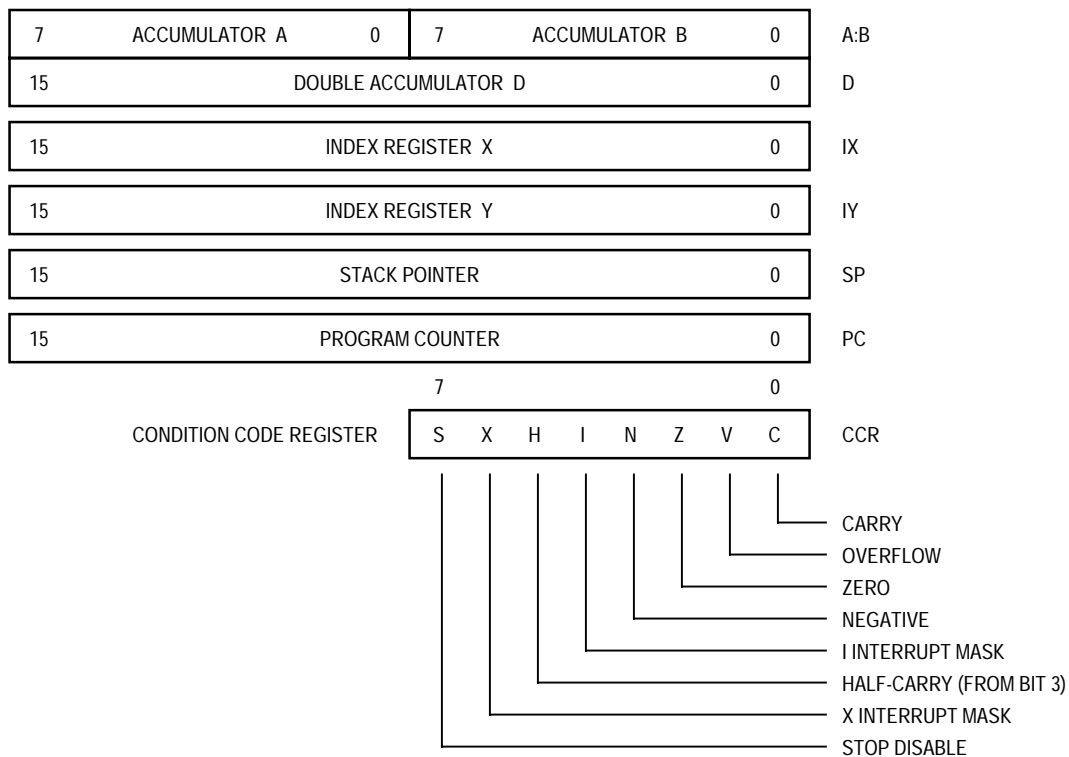 7 ACCUMULATOR A 0 7 ACCUMULATOR B 0 A:B
15 DOUBLE ACCUMULATOR D 0 D
15 INDEX REGISTER X 0 IX
15 INDEX REGISTER Y 0 IY
15 STACK POINTER 0 SP
15 PROGRAM COUNTER 0 PC
7 0
CONDITION CODE REGISTER S X H I N Z V C CCR
CARRY
OVERFLOW
ZERO
NEGATIVE
I INTERRUPT MASK
HALF-CARRY (FROM BIT 3)
X INTERRUPT MASK
STOP DISABLE